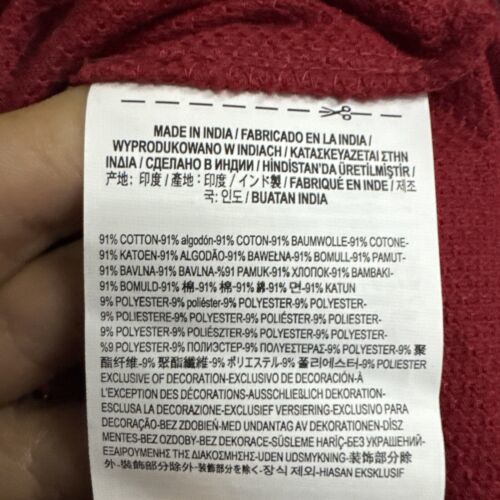 MADE IN INDIA / FABRICADO EN LA INDIA /
WYPRODUKOWANO W INDIACH / ΚΑΤΑΣΚΕΥΑΖΕΤΑΙ ΣΤΗΝ
ΙΝΔΙΑ / СДЕЛАНО В ИНДИИ / HİNDİSTAN'DA ÜRETİLMİŞTİR /
产地: 印度 / 產地: 印度 / インド製 / FABRIQUÉ EN INDE / 제조
국: 인도 / BUATAN INDIA
91% COTTON-91% algodón-91% COTON-91% BAUMWOLLE-91% COTONE-
91% KATOEN-91% ALGODÃO-91% BAWEŁNA-91% BOMULL-91% PAMUT-
91% BAVLNA-91% BAVLNA-%91 PAMUK-91% ХЛОПОК-91% ΒΑΜΒΑΚΙ-
91% BOMULD-91% 棉-91% 棉-91% 綿-91% 면-91% KATUN
9% POLYESTER-9% poliéster-9% POLYESTER-9% POLYESTER-9%
POLIESTERE-9% POLYESTER-9% POLIÉSTER-9% POLIESTER-9%
POLYESTER-9% POLIÉSZTER-9% POLYESTER-9% POLYESTER-%9
POLYESTER-9% ПОЛИЭСТЕР-9% ΠΟΛΥΕΣΤΕΡΑΣ-9% POLYESTER-9% 聚
酯纤维-9% 聚酯纖維-9% ポリエステル-9% 폴리에스터-9% POLIESTER
EXCLUSIVE OF DECORATION-EXCLUSIVO DE DECORACIÓN-À
L'EXCEPTION DES DÉCORATIONS-AUSSCHLIEßLICH DEKORATION-
ESCLUSA LA DECORAZIONE-EXCLUSIEF VERSIERING-EXCLUSIVO POR
DECORAÇÃO-BEZ ZDOBIEŃ-MED UNDANTAG AV DEKORATION-DÍSZ
MENTES-BEZ OZDOBY-BEZ DEKORACE-SÜSLEME HARİÇ-БЕЗ УКРАШЕНИЙ-
ΕΞΑΙΡΟΥΜΕΝΗΣ ΤΗΣ ΔΙΑΚΟΣΜΗΣΗΣ-UDEN UDSMYKNING-
装饰部分除外-裝飾部份除外-装飾部分を除く-장식 제외-HIASAN EKSKLUSIF